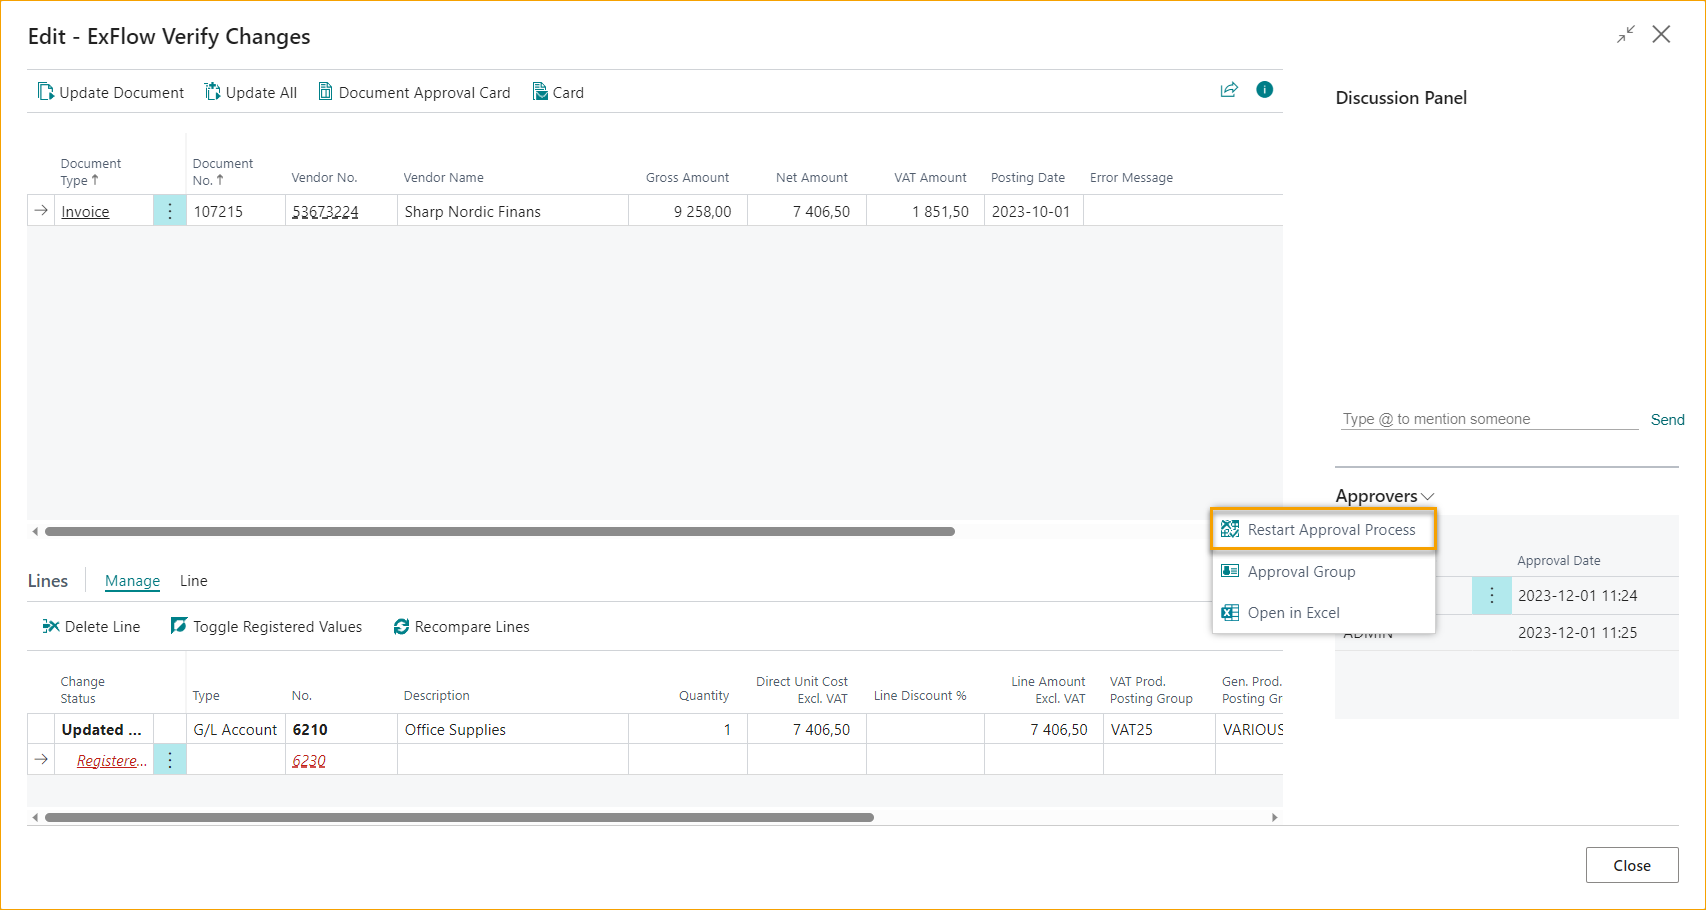 Edit - ExFlow Verify Changes
Update Document Update All Document Approval Card Card
Document Type ↑ Document No. ↑ Vendor No. Vendor Name Gross Amount Net Amount VAT Amount Posting Date Error Message
Invoice 107215 53673224 Sharp Nordic Finans 9 258,00 7 406,50 1 851,50 2023-10-01
Lines Manage Line
Delete Line Toggle Registered Values Recompare Lines
Change Status Type No. Description Quantity Direct Unit Cost Excl. VAT Line Discount % Line Amount Excl. VAT VAT Prod. Posting Group Gen. Prod. Posting Gr
Updated ... G/L Account 6210 Office Supplies 1 7 406,50 7 406,50 VAT25 VARIOUS
Registere... 6230
Discussion Panel
Type @ to mention someone Send
Approvers
Restart Approval Process
Approval Group
Open in Excel
Approval Date
2023-12-01 11:24
ADMIN 2023-12-01 11:25
Close